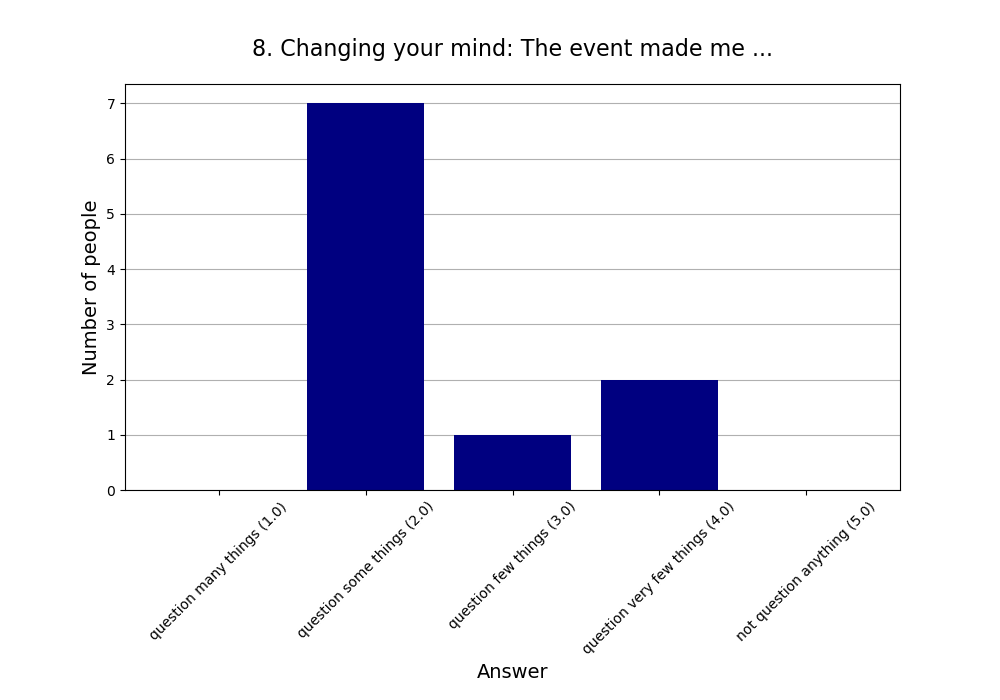 8. Changing your mind: The event made me ...
Number of people
7
6
5
4
3
2
1
0
question many things (1.0)
question some things (2.0)
question few things (3.0)
question very few things (4.0)
not question anything (5.0)
Answer